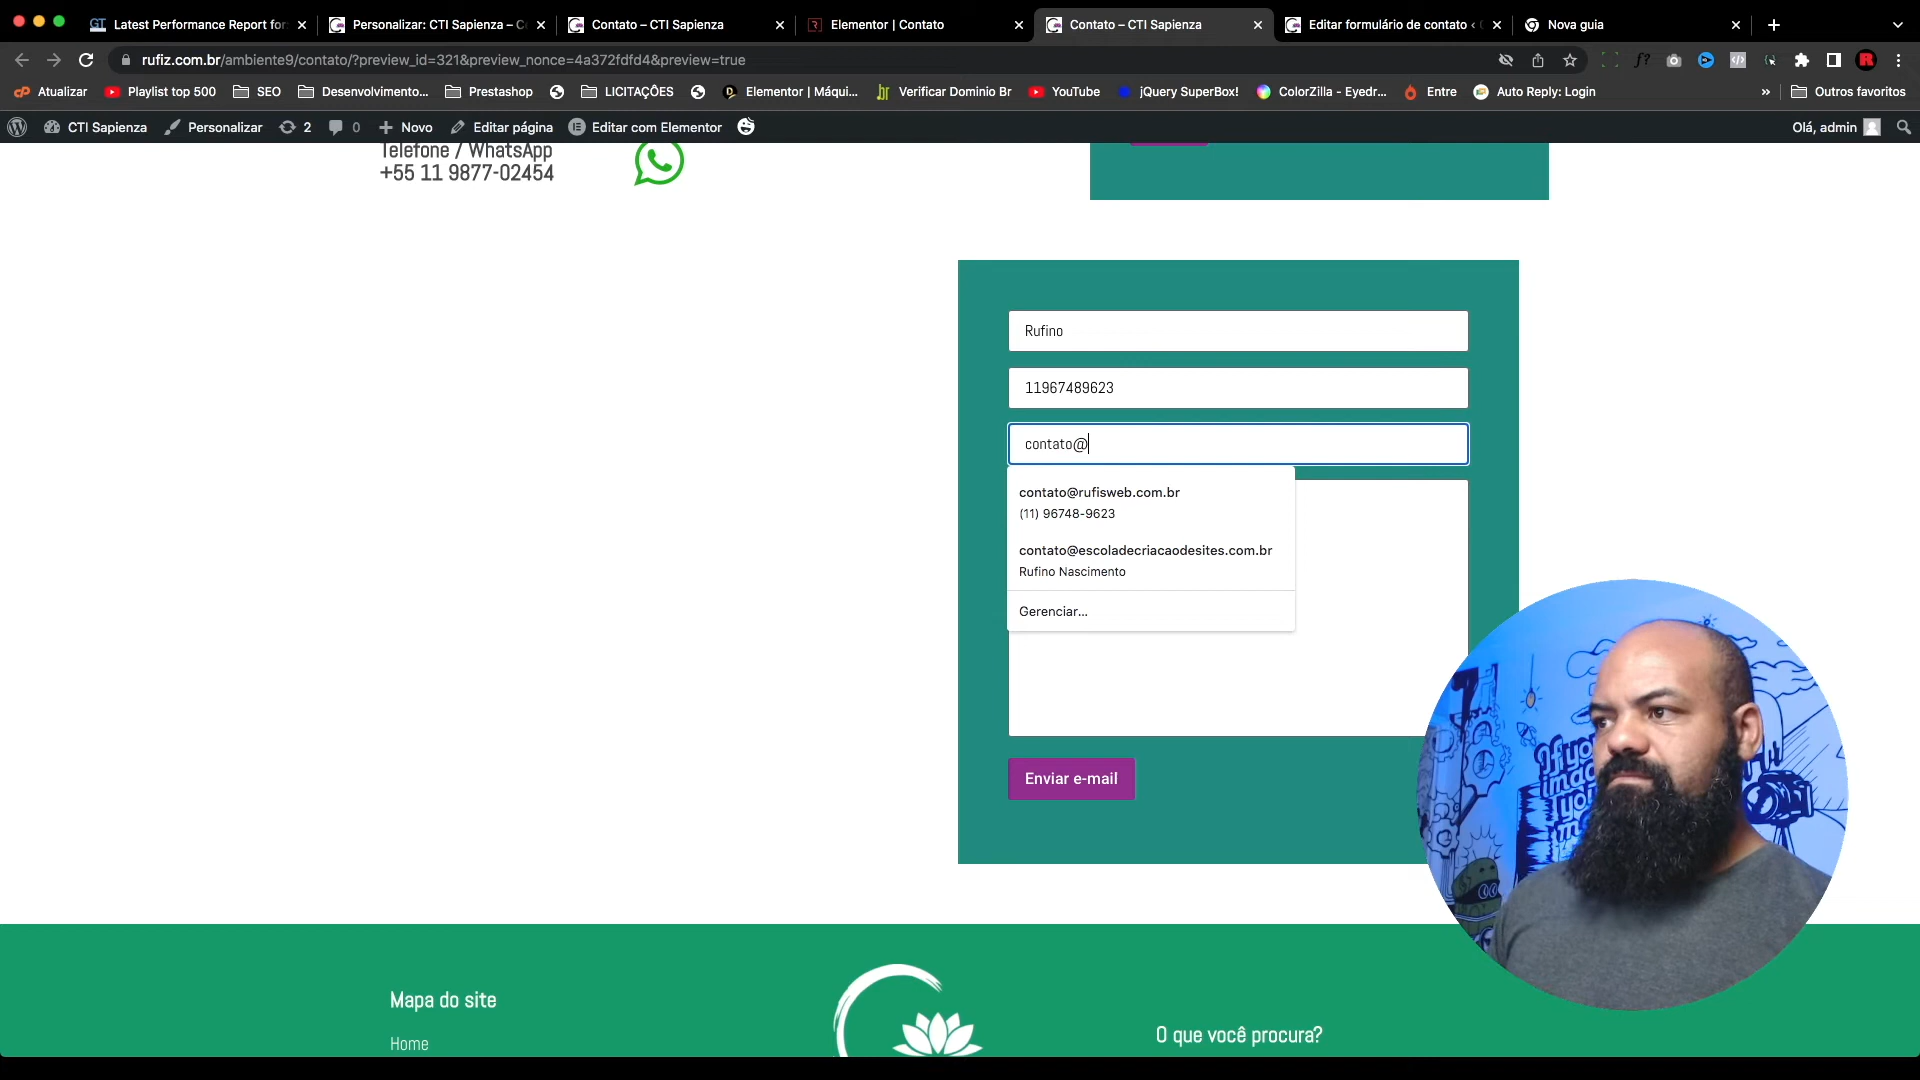 Latest Performance Report for
Personalizar: CTI Sapienza – C
Contato – CTI Sapienza
Elementor | Contato
Contato – CTI Sapienza
Editar formulário de contato ‹
Nova guia
rufiz.com.br/ambiente9/contato/?preview_id=321&preview_nonce=4a372fdfd4&preview=true
Atualizar
Playlist top 500
SEO
Desenvolvimento...
Prestashop
LICITAÇÔES
Elementor | Máqui...
Verificar Dominio Br
YouTube
jQuery SuperBox!
ColorZilla - Eyedr...
Entre
Auto Reply: Login
»
Outros favoritos
CTI Sapienza
Personalizar
2
0
Novo
Editar página
Editar com Elementor
Olá, admin
Telefone / WhatsApp
+55 11 9877-02454
Rufino
11967489623
contato@
contato@rufisweb.com.br
(11) 96748-9623
contato@escoladecriacaodesites.com.br
Rufino Nascimento
Gerenciar...
Enviar e-mail
If you
Mapa do site
Home
O que você procura?